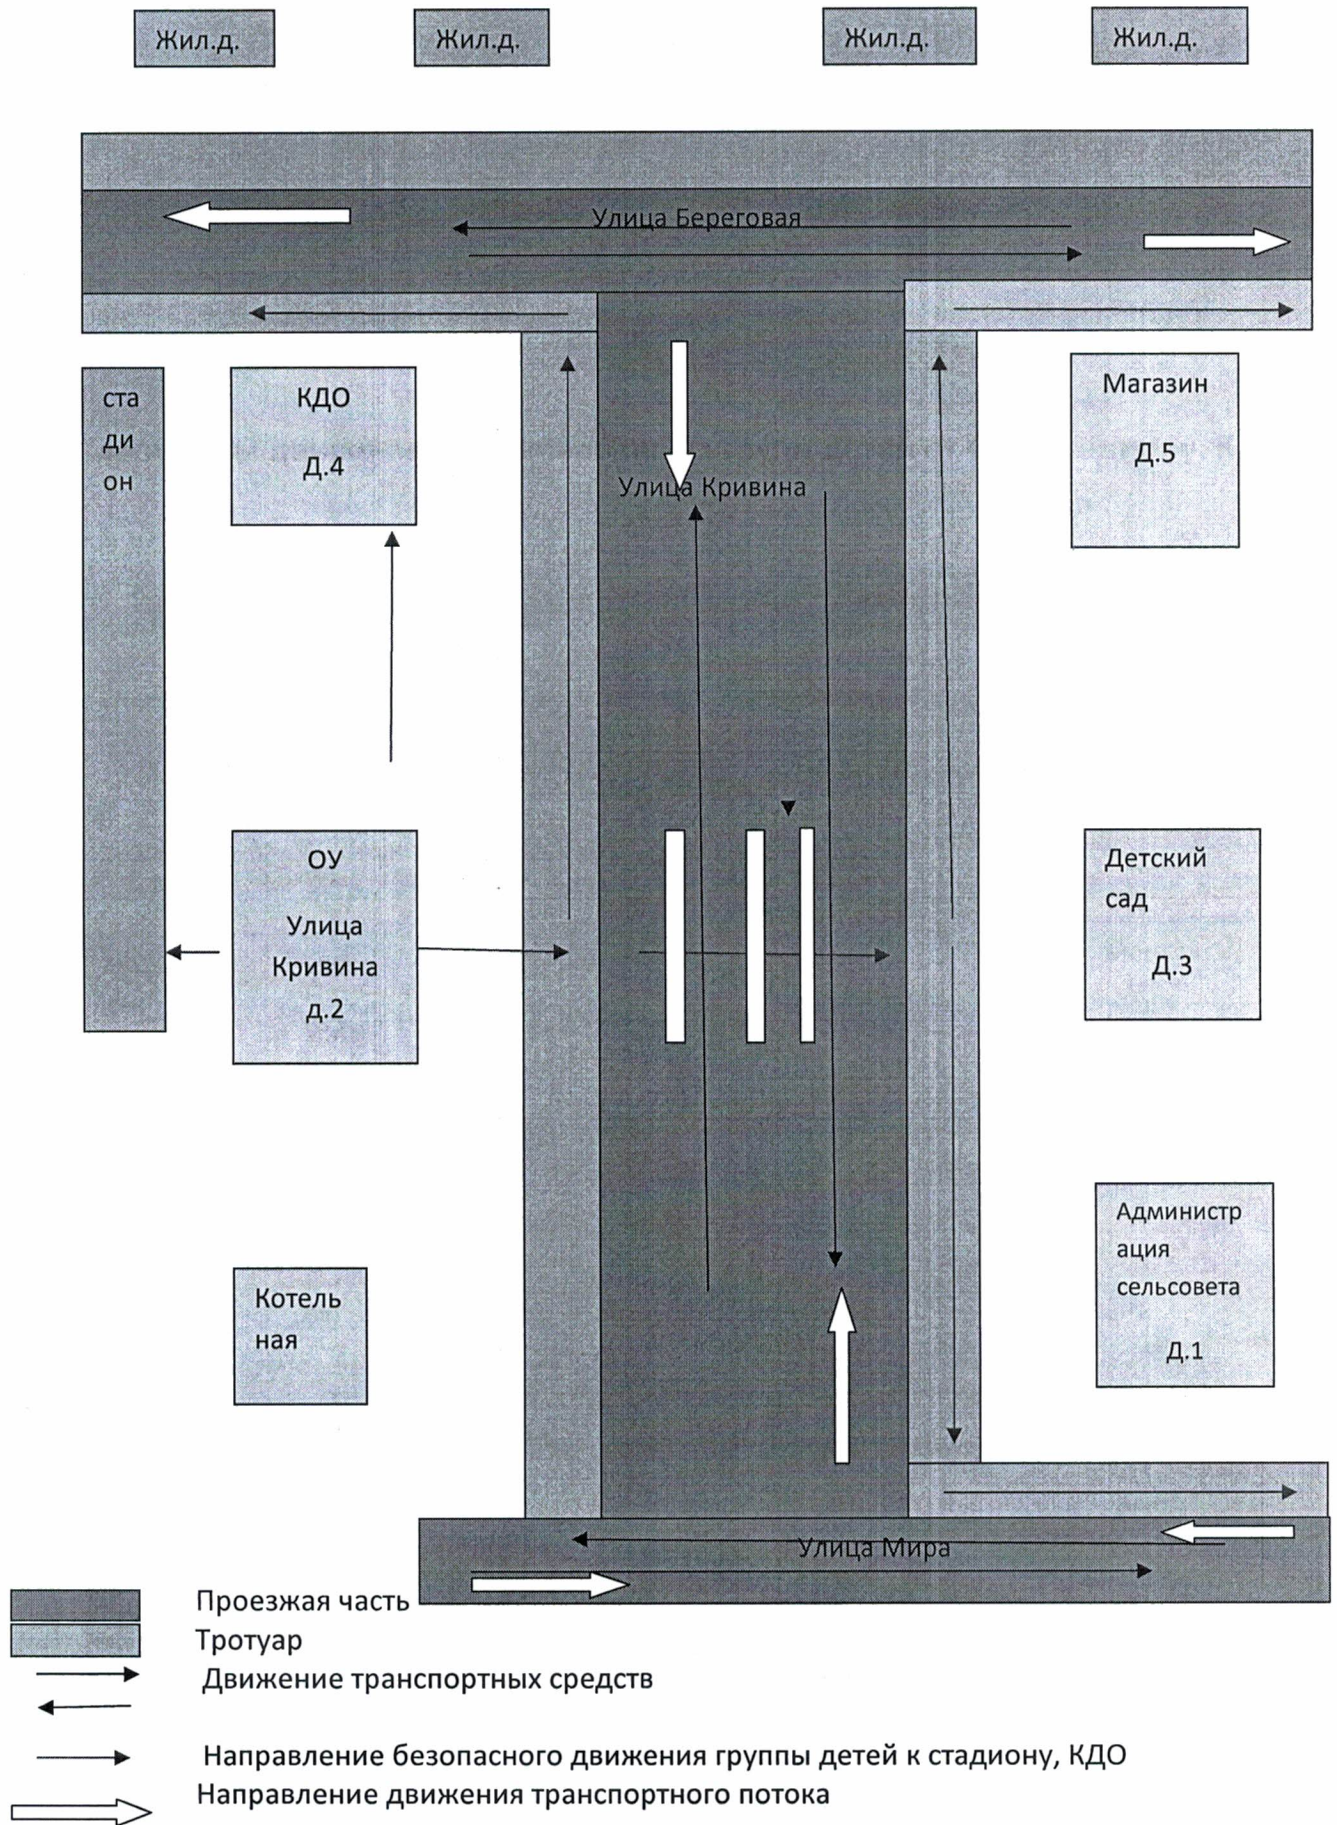 Жил.д.
Жил.д.
Жил.д.
Жил.д.
Улица Береговая
ста
ди
он
КДО
Д.4
Магазин
Д.5
Улица Кривина
ОУ
Улица
Кривина
д.2
Детский
сад
Д.3
Администр
ация
сельсовета
Д.1
Котель
ная
Улица Мира
Проезжая часть
Тротуар
Движение транспортных средств
Направление безопасного движения группы детей к стадиону, КДО
Направление движения транспортного потока